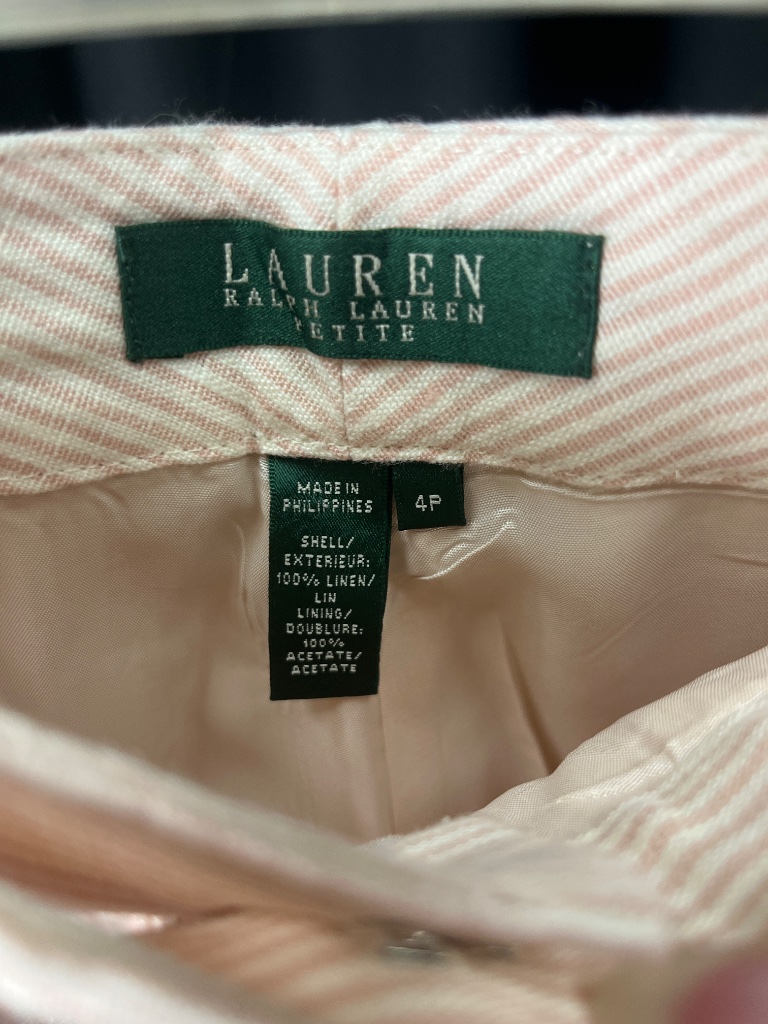 LAUREN
RALPH LAUREN
PETITE
MADE IN
PHILIPPINES
4P
SHELL/
EXTERIEUR:
100% LINEN/
LIN
LINING/
DOUBLURE:
100%
ACETATE/
ACETATE